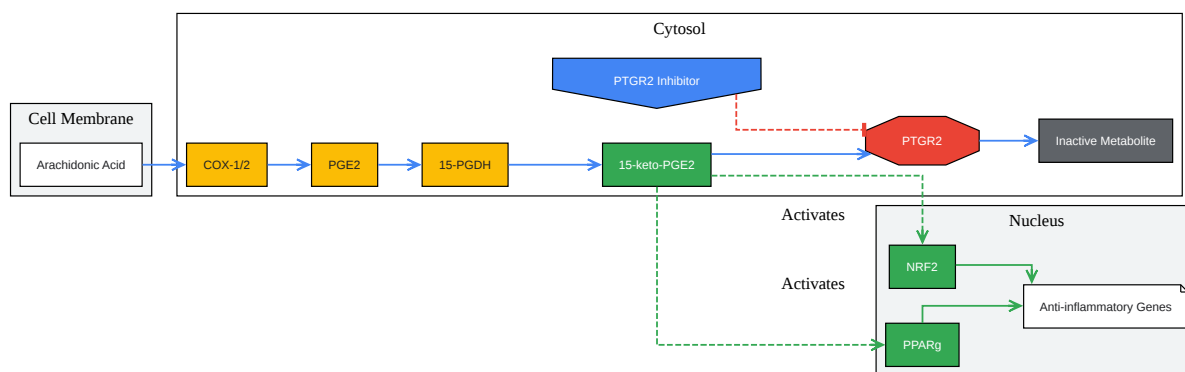 Cytosol
PTGR2 Inhibitor
Cell Membrane
Arachidonic Acid
COX-1/2
PGE2
15-PGDH
15-keto-PGE2
PTGR2
Inactive Metabolite
Activates
Nucleus
NRF2
Activates
Anti-inflammatory Genes
PPARg